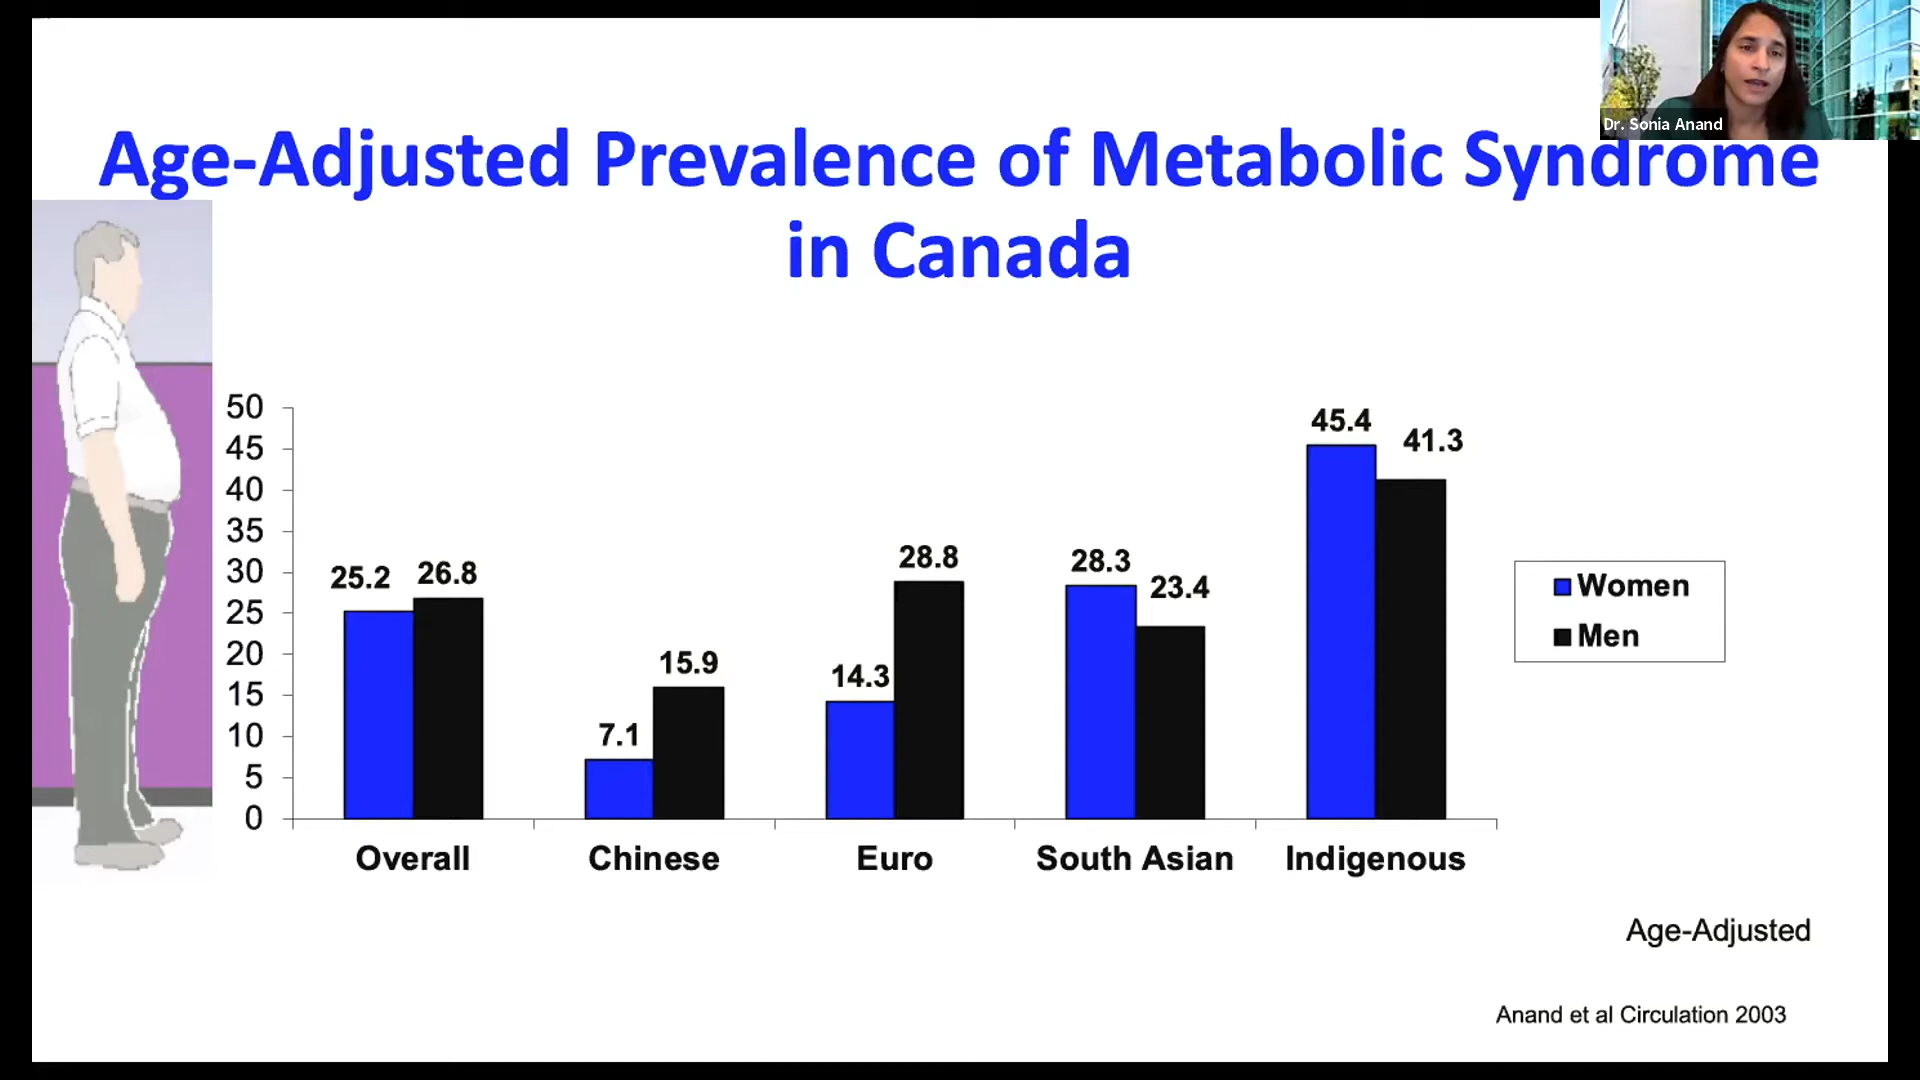 Dr. Sonia Anand
Age-Adjusted Prevalence of Metabolic Syndrome
in Canada
50
45
40
35
30
25
20
15
10
5
0
25.2
26.8
7.1
15.9
14.3
28.8
28.3
23.4
45.4
41.3
Overall
Chinese
Euro
South Asian
Indigenous
Women
Men
Age-Adjusted
Anand et al Circulation 2003